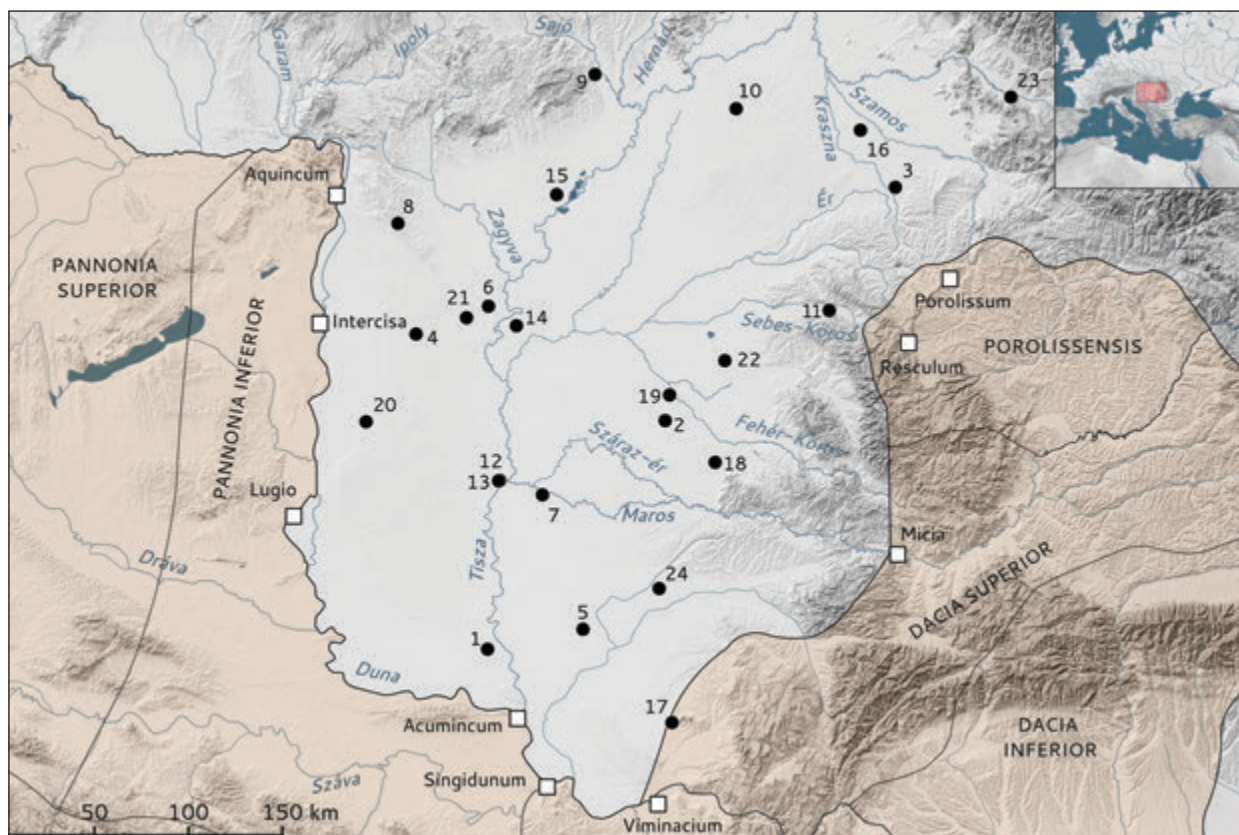 Sajó
Garam
Ipoly
Hernád
9
23
10
Kraszna
Szamos
16
Aquincum
15
3
Ér
8
Zagyva
PANNONIA
SUPERIOR
6
21
Porolissum
14
11
Intercisa
4
Sebes-Körös
POROLISSENSIS
PANNONIA INFERIOR
22
Resculum
19
20
2
Fehér-Körös
Száraz-ér
12
18
13
Lugio
7
Maros
Micia
Dráva
Tisza
24
DACIA SUPERIOR
5
1
Duna
17
Acumincum
DACIA
INFERIOR
Singidunum
Száva
50 100 150 km
Viminacium